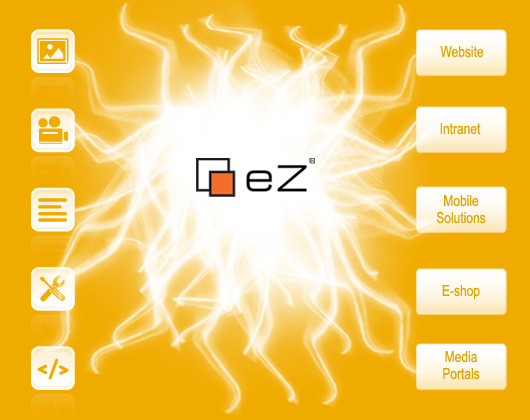 Website
Intranet
eZ®
Mobile
Solutions
E-shop
</>
Media
Portals